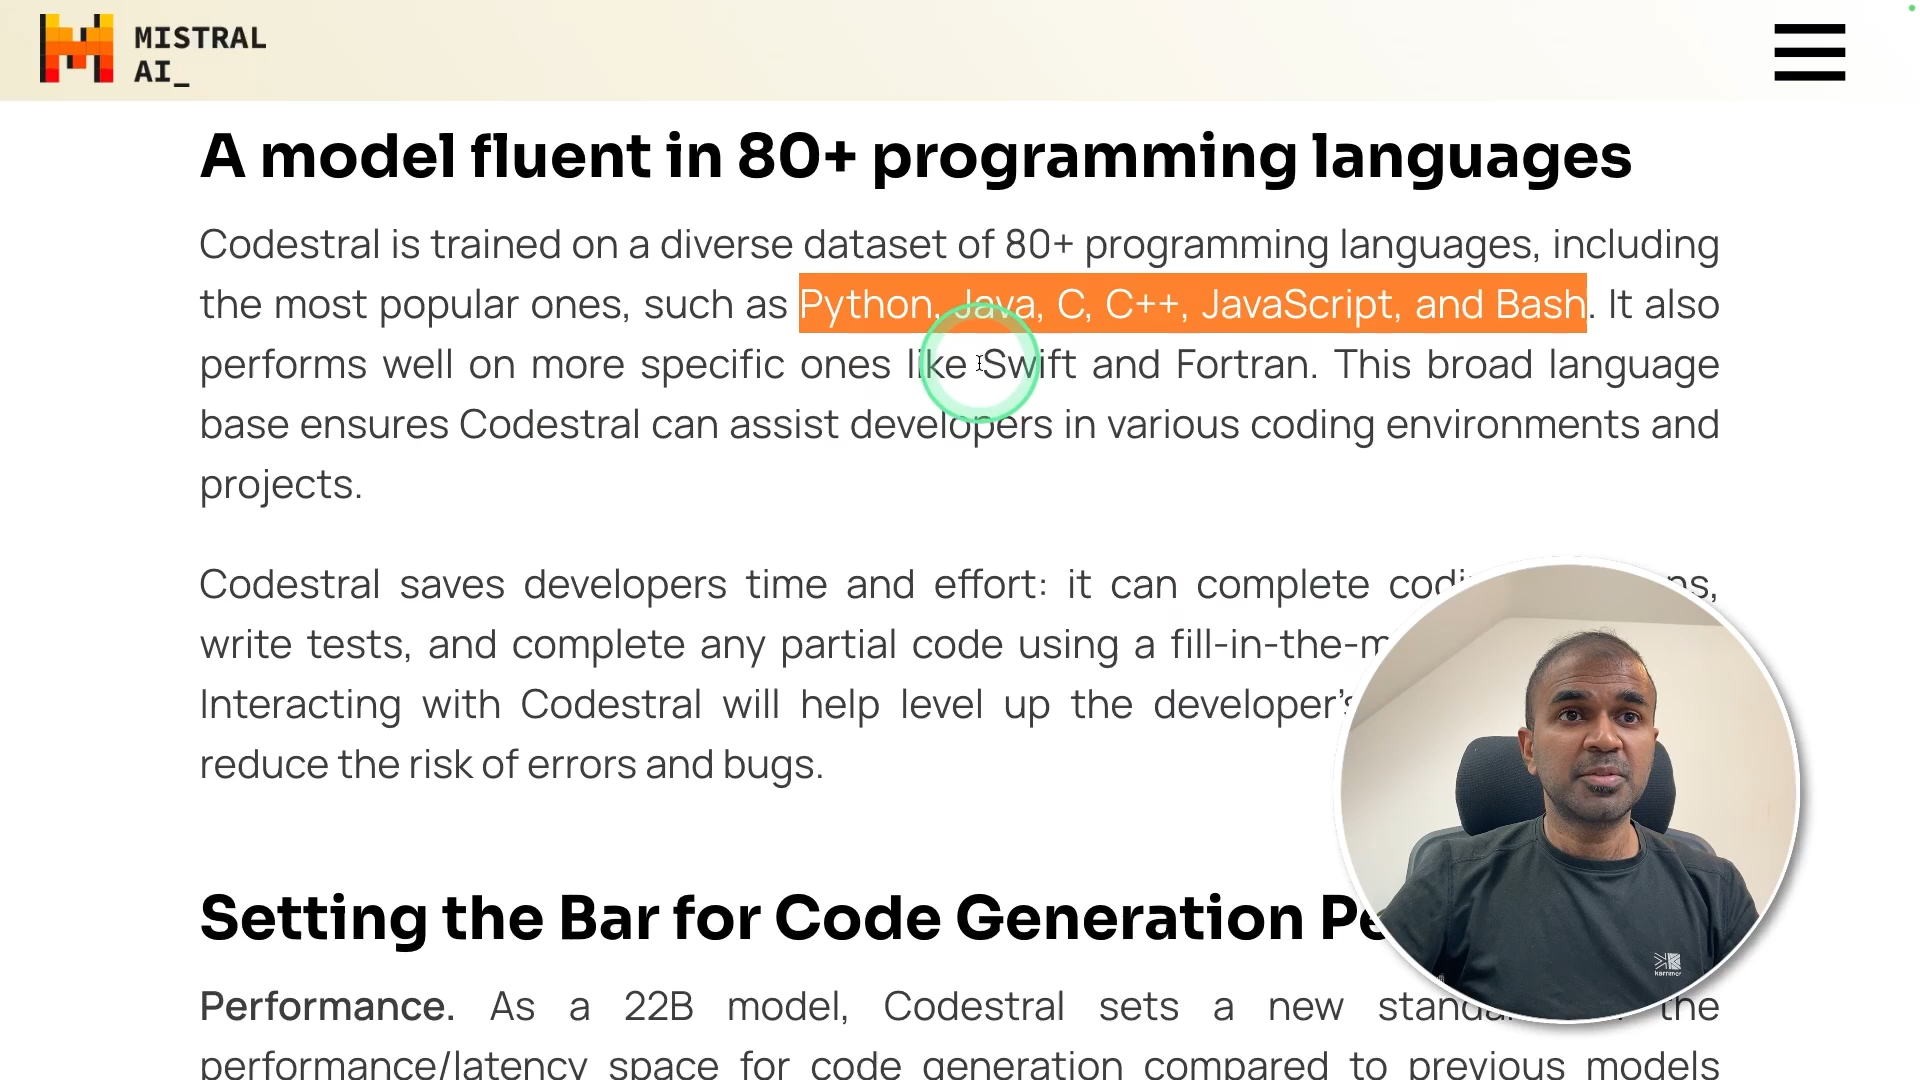 MISTRAL
AI_
A model fluent in 80+ programming languages
Codestral is trained on a diverse dataset of 80+ programming languages, including
the most popular ones, such as Python, Java, C, C++, JavaScript, and Bash. It also
performs well on more specific ones like Swift and Fortran. This broad language
base ensures Codestral can assist developers in various coding environments and
projects.
Codestral saves developers time and effort: it can complete
write tests, and complete any partial code using a
Interacting with Codestral will help level up the developer's
reduce the risk of errors and bugs.
Setting the Bar for Code Generation
Performance. As a 22B model, Codestral sets a new the
performance/latency space for code generation compared to previous models
karrimor